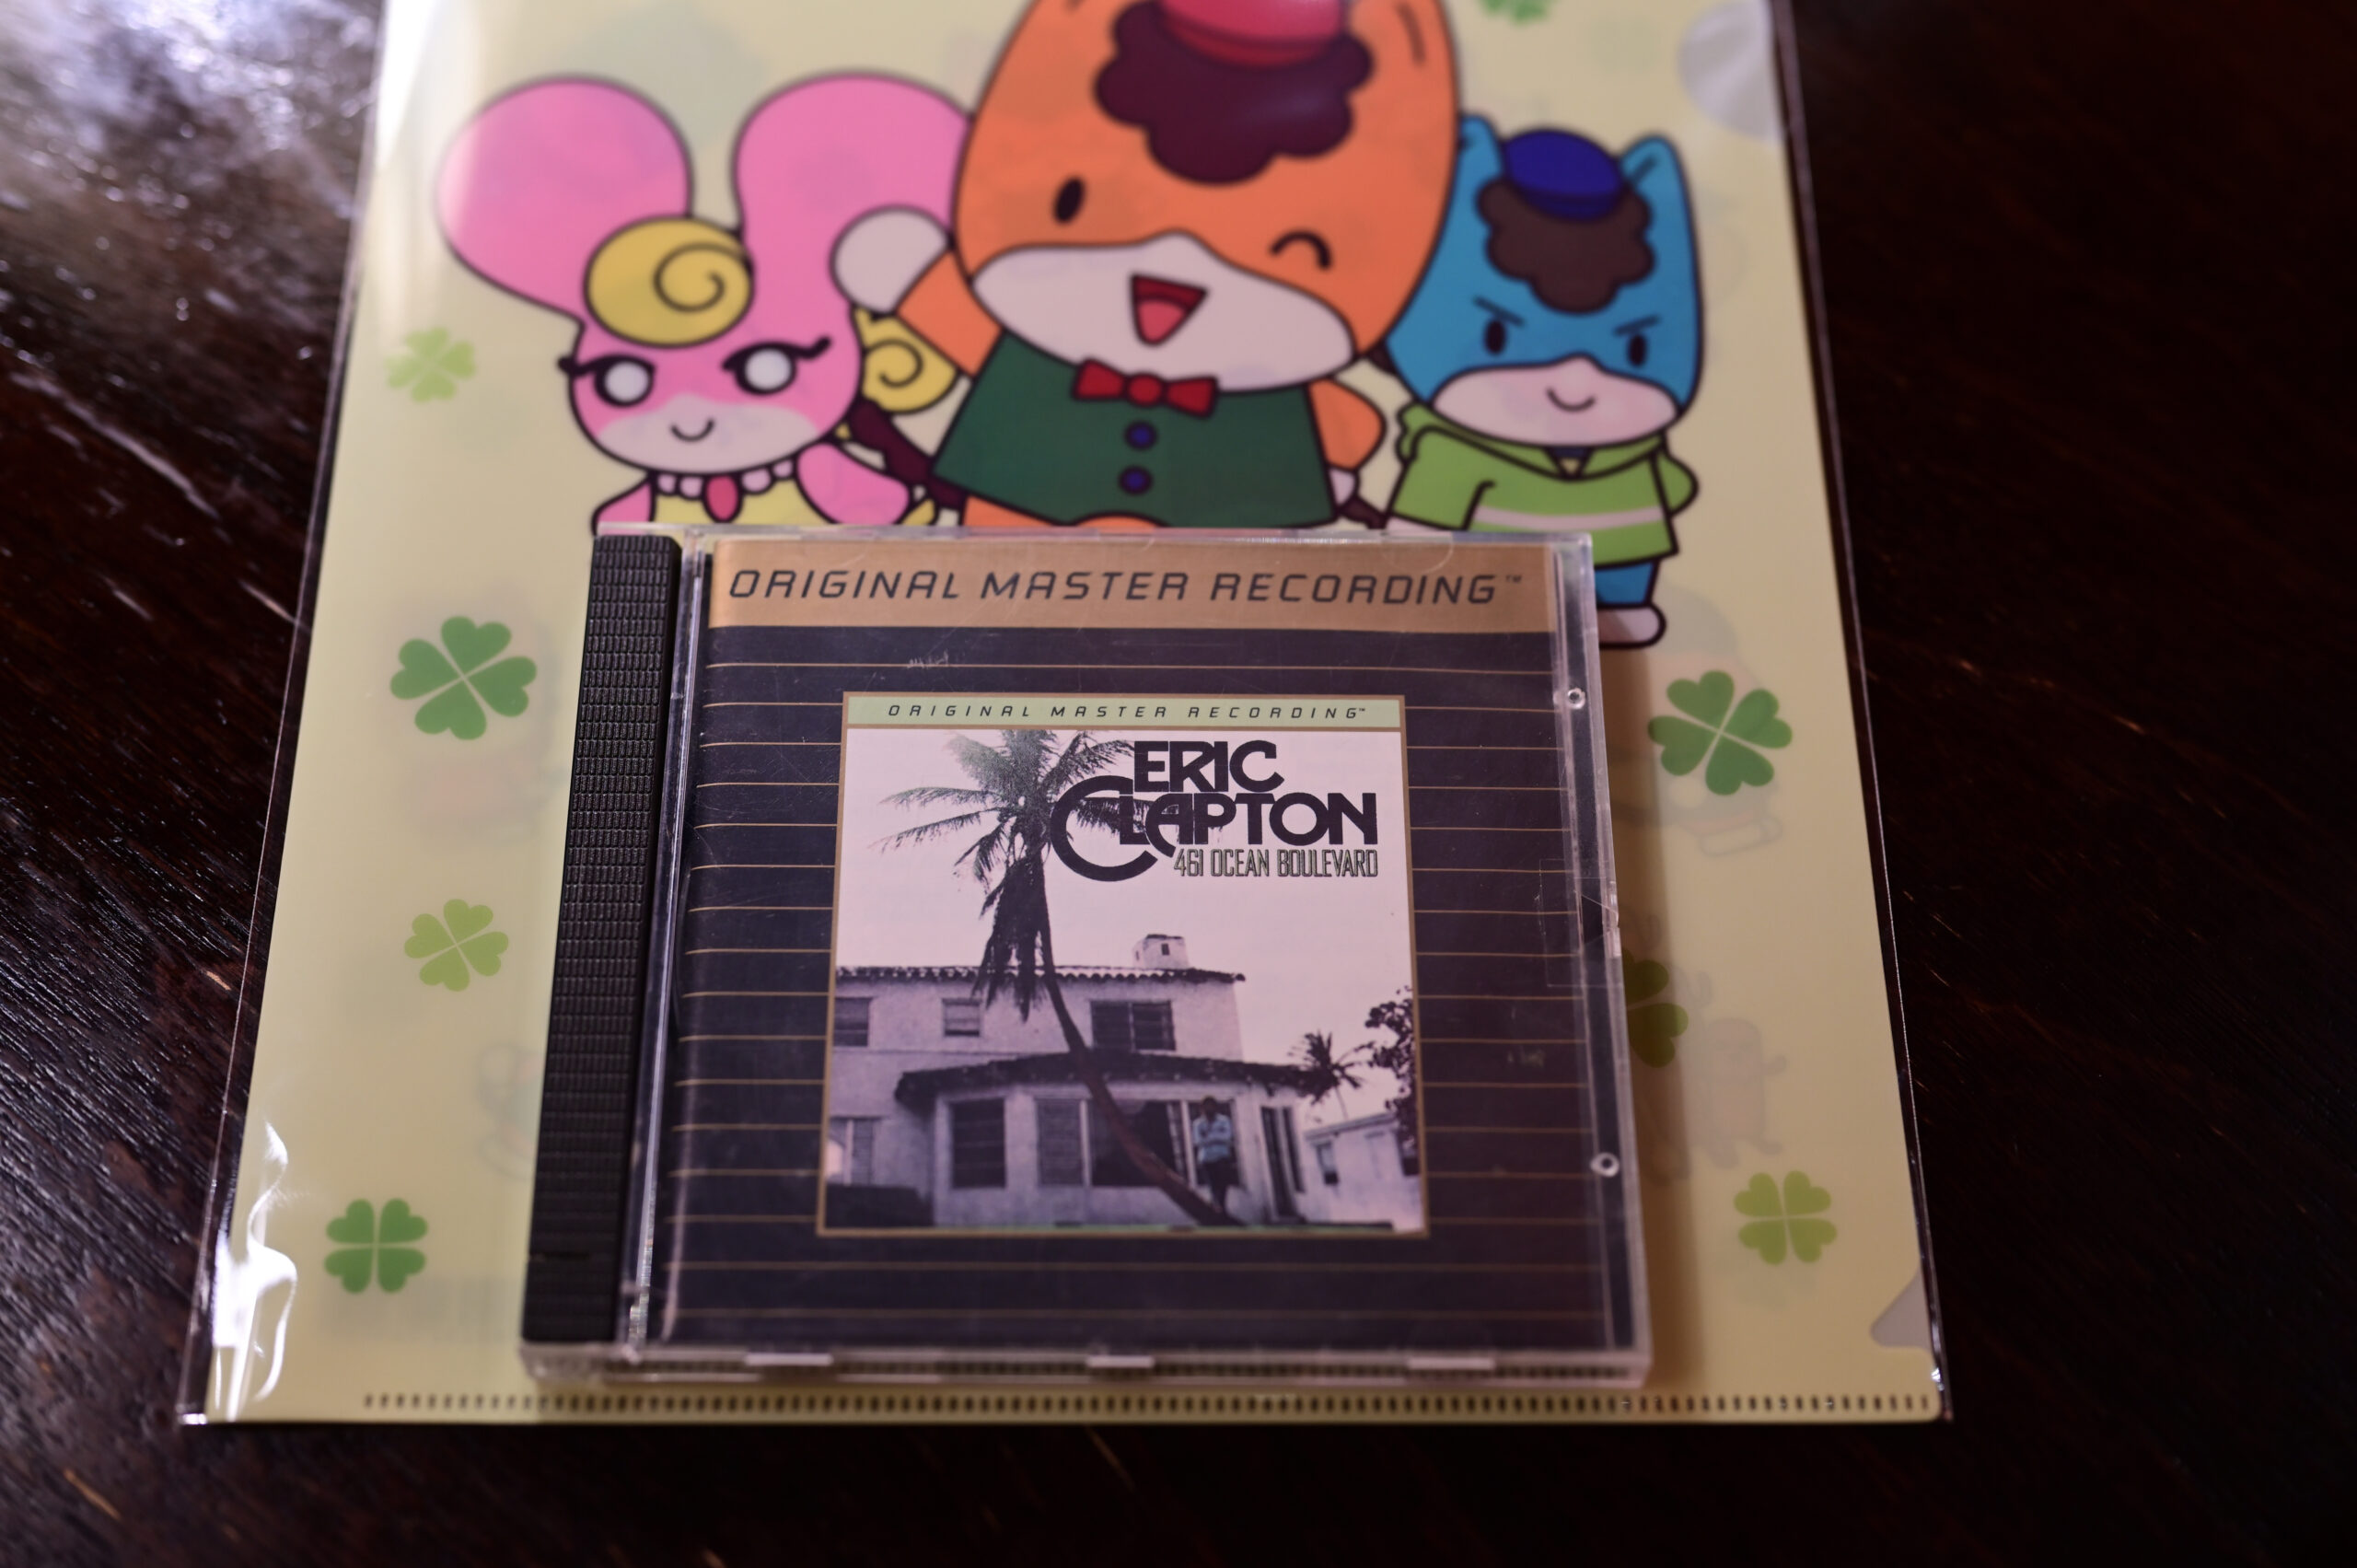 ORIGINAL MASTER RECORDING™
ORIGINAL MASTER RECORDING™
ERIC
CLAPTON
461 OCEAN BOULEVARD